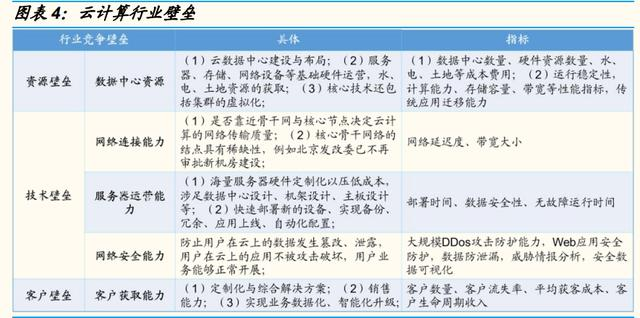 图表4：云计算行业壁垒
行业竞争壁垒 具体 指标
资源壁垒 数据中心资源
（1）云数据中心建设与布局；（2）服务
器、存储、网络设备等基础硬件运营，水、
电、土地资源的获取；（3）核心技术还包
括集群的虚拟化；
（1）数据中心数量、硬件资源数量、水、
电、土地等成本费用；（2）运行稳定性，
计算能力、存储容量、带宽等性能指标，传
统应用迁移能力
技术壁垒
网络连接能力
（1）是否靠近骨干网与核心节点决定云计
算的网络传输质量；（2）核心骨干网络的
结点具有稀缺性，例如北京发改委已不再
审批新机房建设；
网络延迟度、带宽大小
服务器运营能
力
（1）海量服务器硬件定制化以压低成本，
涉足数据中心设计、机架设计、主板设计
等；（2）快速部署新的设备、实现备份、
冗余、应用上线、自动化配置；
部署时间、数据安全性、无故障运行时间
网络安全能力
防止用户在云上的数据发生篡改、泄露，
用户在云上的应用不被攻击破坏，用户业
务能够正常开展；
大规模DDos攻击防护能力，Web应用安全
防护，数据防泄漏，威胁情报分析，安全数
据可视化
客户壁垒 客户获取能力
（1）定制化与综合解决方案；（2）销售
能力；（3）实现业务数据化、智能化升级；
客户数量、客户流失率、平均获客成本、客
户生命周期收入